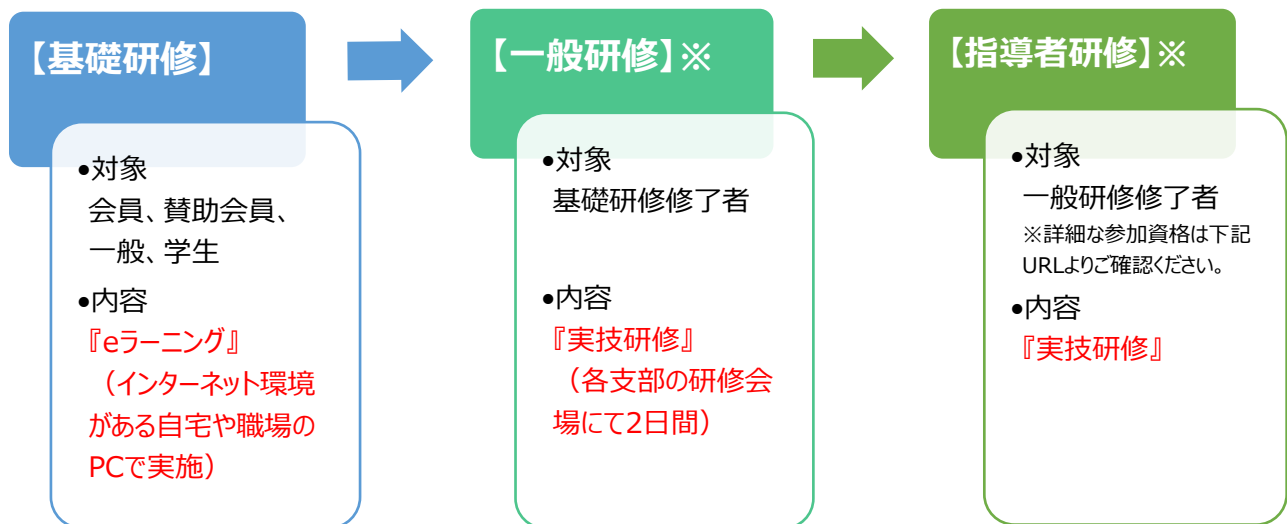 【基礎研修】
•対象
会員、賛助会員、
一般、学生
•内容
『eラーニング』
（インターネット環境
がある自宅や職場の
PCで実施）
【一般研修】※
•対象
基礎研修修了者
•内容
『実技研修』
（各支部の研修会
場にて2日間）
【指導者研修】※
•対象
一般研修修了者
※詳細な参加資格は下記
URLよりご確認ください。
•内容
『実技研修』